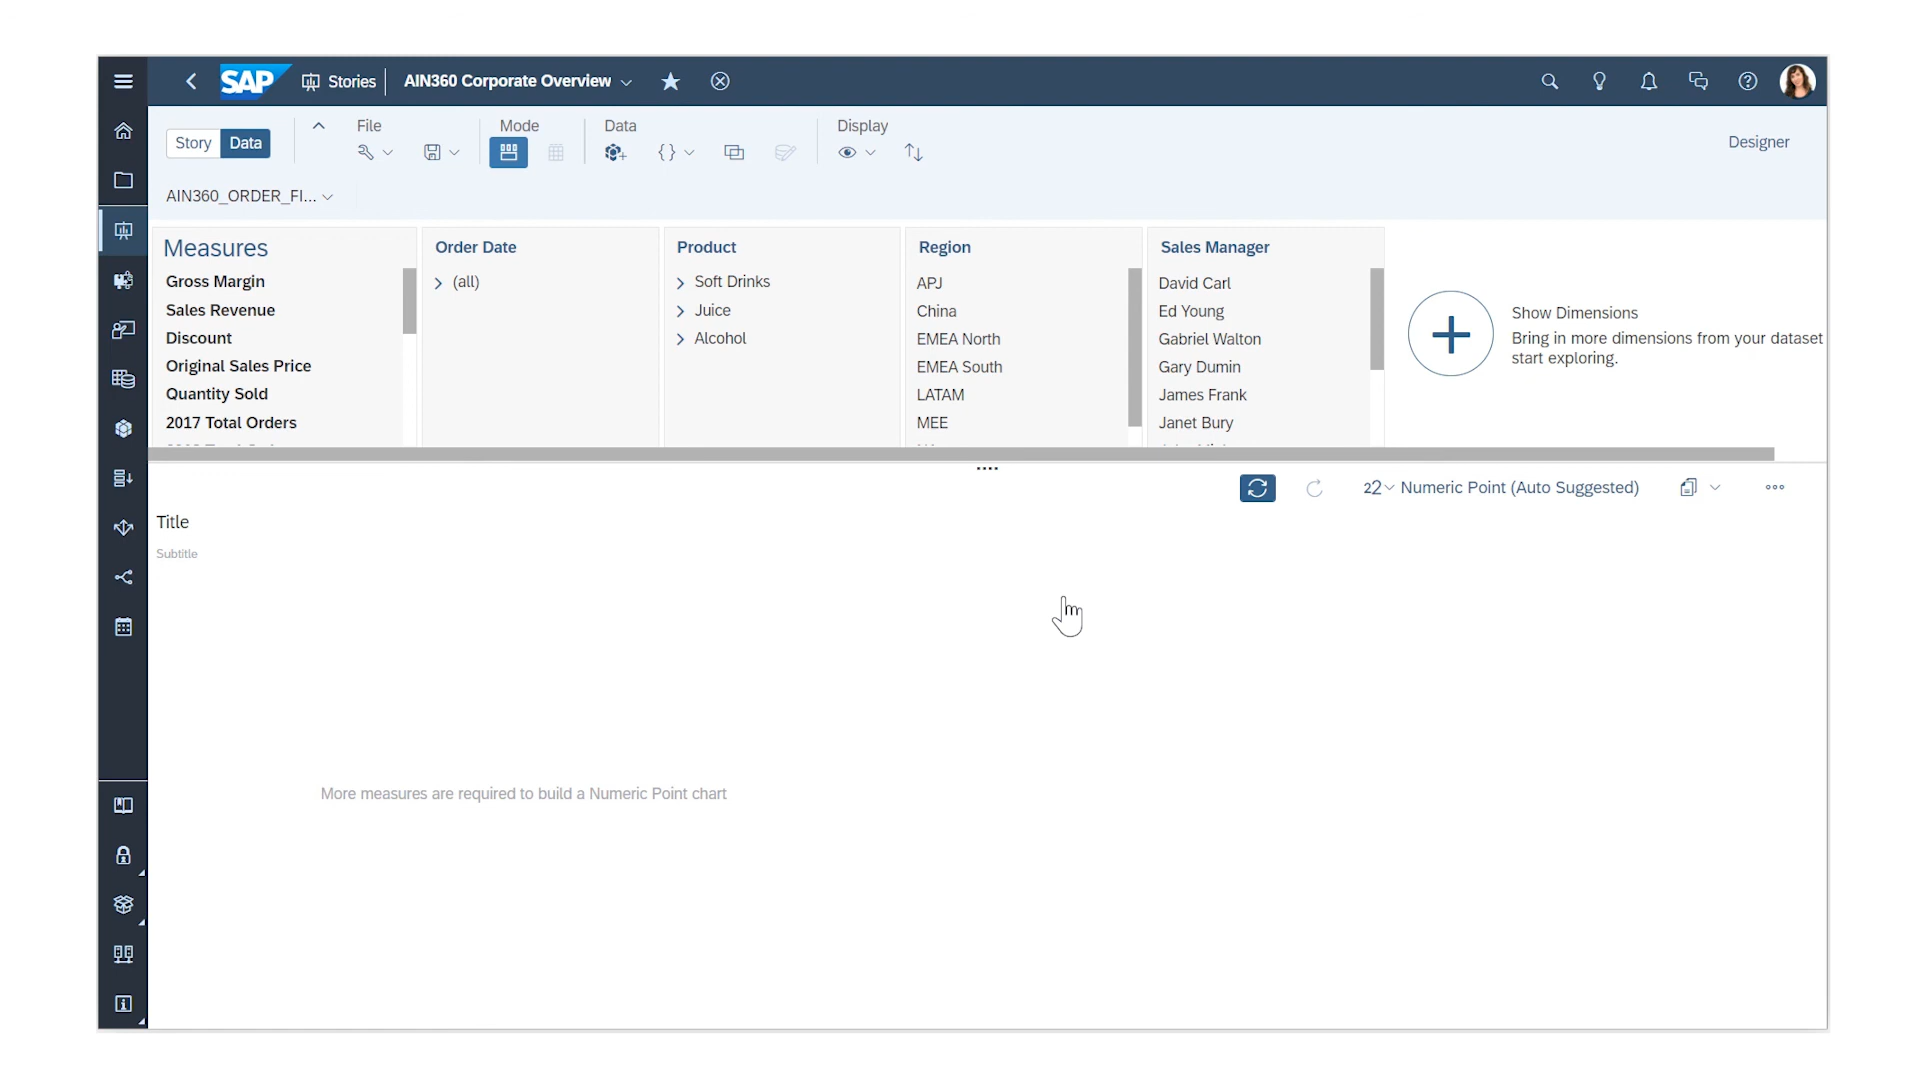 SAP Stories AIN360 Corporate Overview
File Mode Data Display
Story Data Designer
AIN360_ORDER_FI...
Measures
Gross Margin
Sales Revenue
Discount
Original Sales Price
Quantity Sold
2017 Total Orders
Order Date
(all)
Product
Soft Drinks
Juice
Alcohol
Region
APJ
China
EMEA North
EMEA South
LATAM
MEE
Sales Manager
David Carl
Ed Young
Gabriel Walton
Gary Dumin
James Frank
Janet Bury
Show Dimensions
Bring in more dimensions from your dataset
start exploring.
22 Numeric Point (Auto Suggested)
Title
Subtitle
More measures are required to build a Numeric Point chart